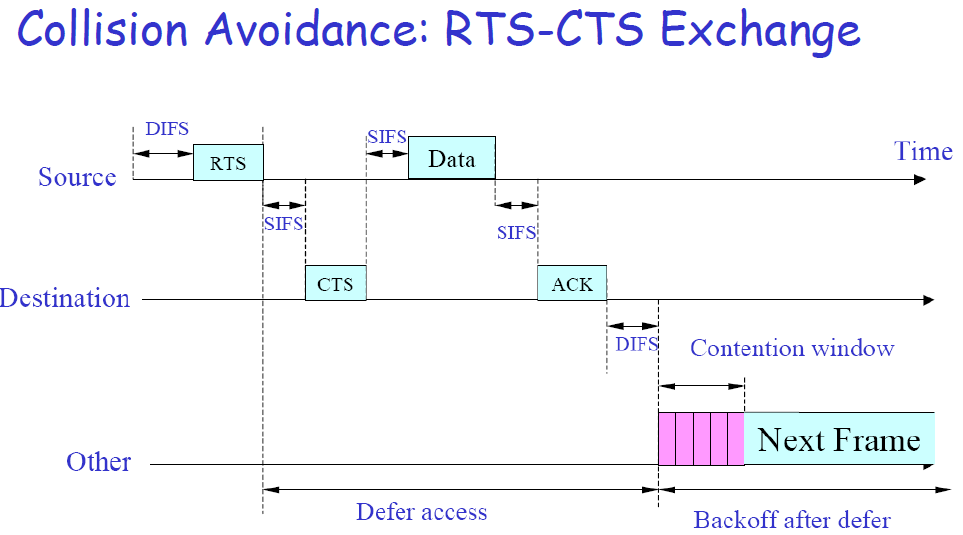 Collision Avoidance: RTS-CTS Exchange
DIFS
SIFS
RTS
Data
Time
Source
SIFS
SIFS
CTS
ACK
Destination
DIFS
Contention window
Next Frame
Other
Defer access
Backoff after defer